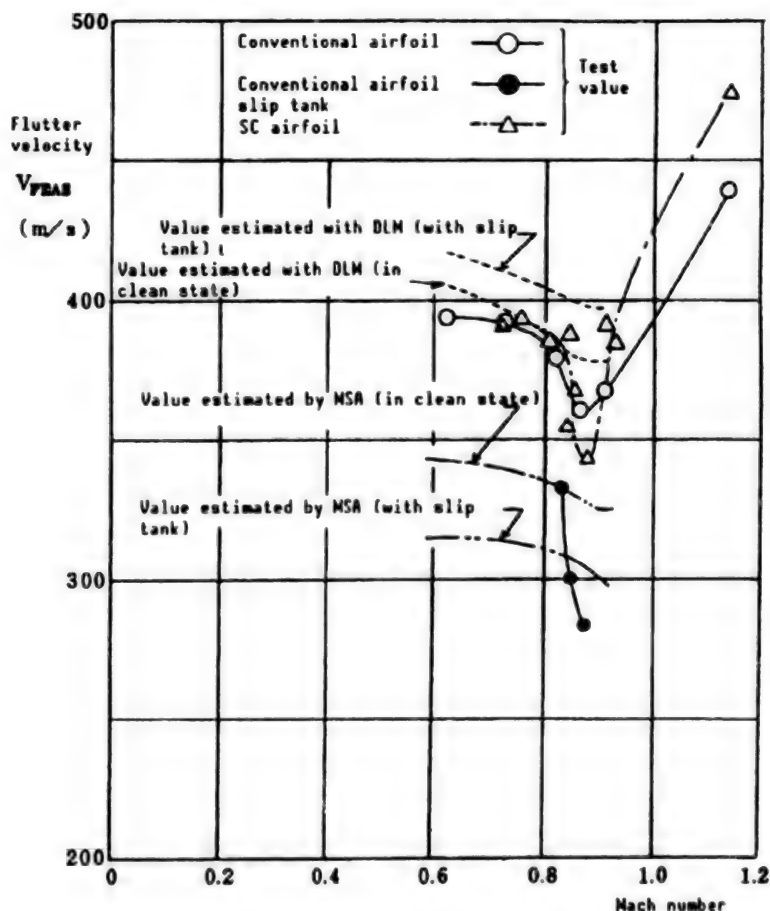 500
Conventional airfoil
Conventional airfoil
slip tank
SC airfoil
Test
value
Flutter
velocity
VFEAS
(m/s)
Value estimated with DLM (with slip
tank)
Value estimated with DLM (in
clean state)
400
Value estimated by MSA (in clean state)
Value estimated by MSA (with slip
tank)
300
200
0
0.2
0.4
0.6
0.8
1.0
1.2
Mach number